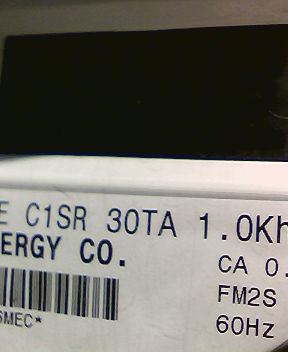 E C1SR 30TA 1.0Kh
ERGY CO.
CA 0.
FM2S
60Hz
SMEC*